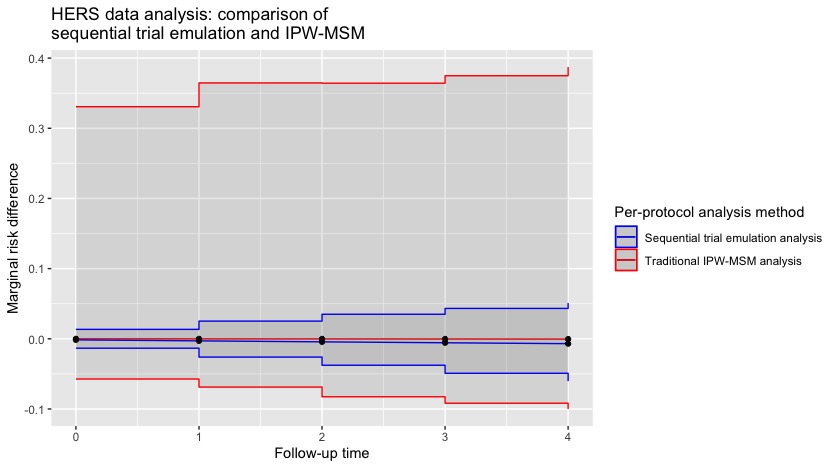 HERS data analysis: comparison of
sequential trial emulation and IPW-MSM
Marginal risk difference
0.4
0.3
0.2
0.1
0.0
-0.1
0 1 2 3 4
Follow-up time
Per-protocol analysis method
Sequential trial emulation analysis
Traditional IPW-MSM analysis